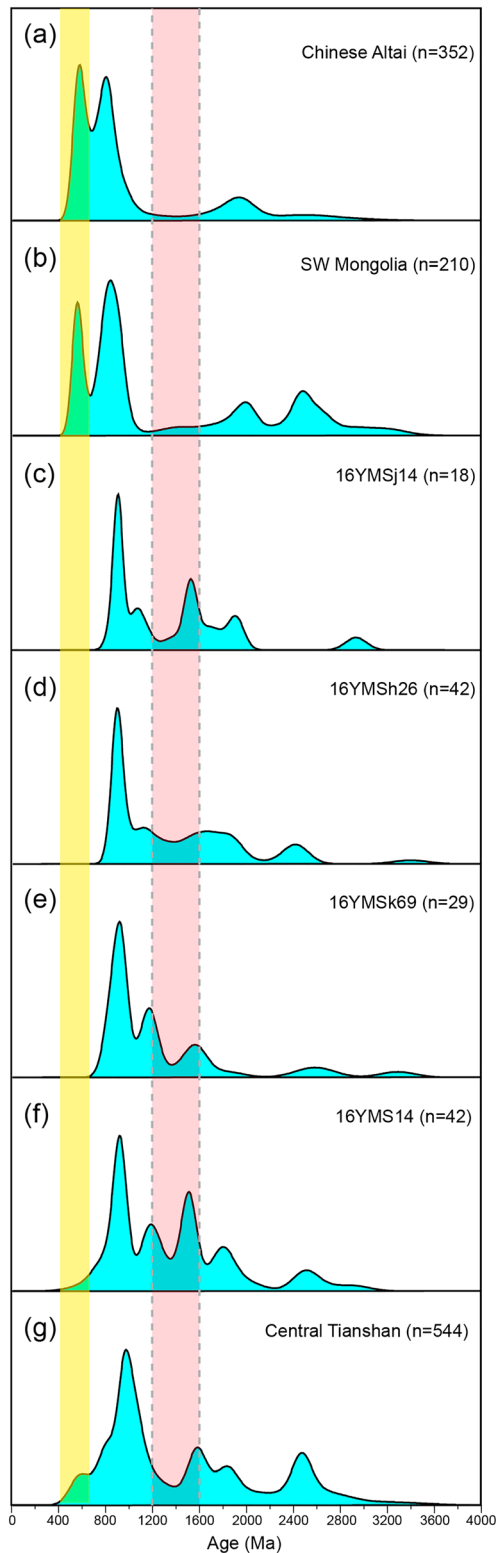 (a)
Chinese Altai (n=352)
(b)
SW Mongolia (n=210)
(c)
16YMSj14 (n=18)
(d)
16YMSh26 (n=42)
(e)
16YMSk69 (n=29)
(f)
16YMS14 (n=42)
(g)
Central Tianshan (n=544)
0 400 800 1200 1600 2000 2400 2800 3200 3600 4000
Age (Ma)